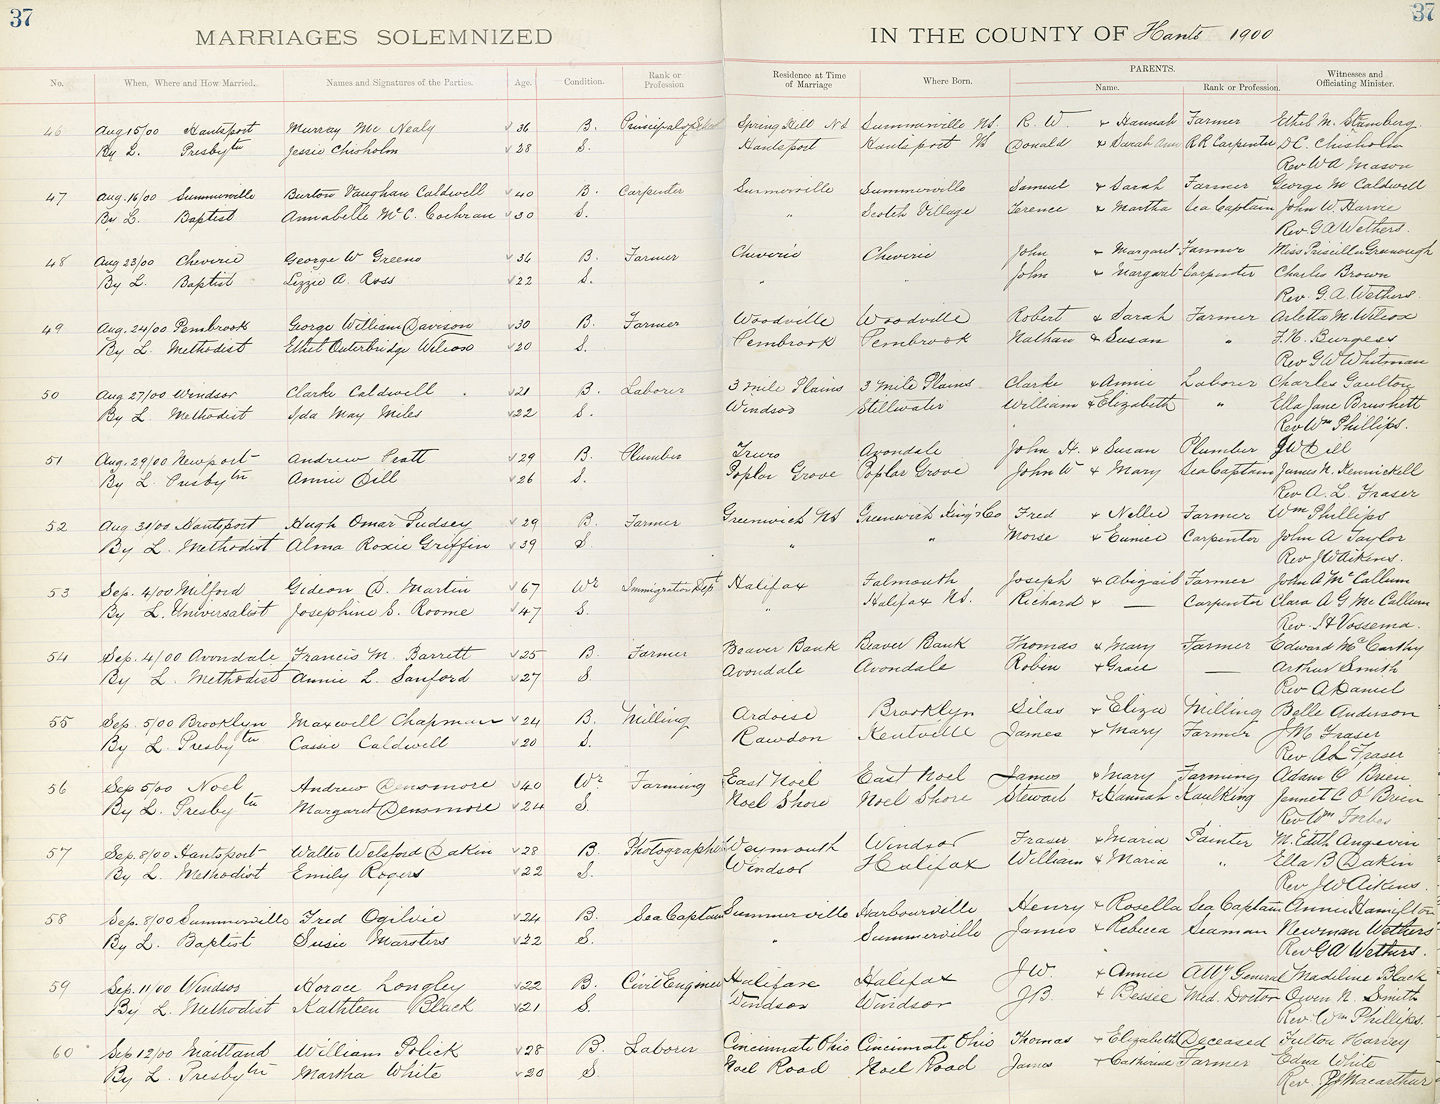 37 37
MARRIAGES SOLEMNIZED IN THE COUNTY OF Hants 1900
No. When, Where and How Married. Names and Signatures of the Parties. Age. Condition. Rank or Profession Residence at Time of Marriage Where Born. PARENTS. Name. Rank or Profession. Witnesses and Officiating Minister.
46 Aug 15/00 Hantsport Murray Mc Nealy 36 B. Principal of School Spring Hill NS Summerville NS. R. W. & Hannah Farmer Ethel M. Stramberg
By L. Presbytn Jessie Chisholm 28 S. Hantsport Hantsport NS Donald & Sarah Ann RR Carpenter D.C. Chisholm
Rev W A Mason
47 Aug. 16/00 Summerville Burton Vaughan Caldwell 40 B. Carpenter Summerville Summerville Samuel & Sarah Farmer George M Caldwell
By L. Baptist Annabelle McC. Cochran 30 S. " Scotch Village Terence & Martha Sea Captain John W. Harvie
Rev G A Wethers.
48 Aug 23/00 Cheverie George W Greeno 36 B. Farmer Cheverie Cheverie John & Margaret Farmer Miss Priscilla Greenough
By L. Baptist Lizzie A. Ross 22 S. " " John & Margaret Carpenter Charles Brown
Rev. G. A. Wethers.
49 Aug. 24/00 Pembrook George William Davison 30 B. Farmer Woodville Woodville Robert & Sarah Farmer Arletta M. Wilcox
By L. Methodist Ethel Outerbridge Wilcox 20 S. Pembrook Pembrook Nathan & Susan " F. H. Burgess
Rev G W Whitman
50 Aug 27/00 Windsor Clarke Caldwell 21 B. Laborer 3 mile Plains 3 mile Plains Clarke & Annie Laborer Charles Gaulton
By L. Methodist Ida May Miles 22 S. Windsor Stillwater William & Elizabeth " Ella Jane Brushett
Rev Wm Phillips.
51 Aug. 29/00 Newport Andrew Pratt 29 B. Plumber Truro Avondale John H. & Susan Plumber J W Dill
By L. Presbytn Annie Dill 26 S. Poplar Grove Poplar Grove John W & Mary Sea Captain James N. Kennickell
Rev A. L. Fraser
52 Aug 31/00 Hantsport Hugh Omar Pudsey 29 B. Farmer Greenwich NS Greenwich King's Co Fred & Nellie Farmer Wm Phillips
By L. Methodist Alma Roxie Griffin 39 S. " " Morse & Eunice Carpenter John A Taylor
Rev J W Aikins.
53 Sep. 4/00 Milford Gideon D. Martin 67 Wr Immigration Dept Halifax Falmouth Joseph & Abigail Farmer John A McCallum
By L. Universalist Josephine E. Roome 47 S. " Halifax NS. Richard & — Carpenter Clara A G McCallum
Rev. H Vossema.
54 Sep. 4/00 Avondale Francis M. Barrett 25 B Farmer Beaver Bank Beaver Bank Thomas & Mary Farmer Edward McCarthy
By L. Methodist Annie L. Sanford 27 S. Avondale Avondale Robin & Grace — Arthur Smith
Rev A Daniel
55 Sep. 5/00 Brooklyn Maxwell Chapman 24 B. Milling Ardoise Brooklyn Silas & Eliza Milling Belle Anderson
By L. Presbytn Cassie Caldwell 20 S. Rawdon Kentville James & Mary Farmer J M Fraser
Rev A L Fraser
56 Sep 5/00 Noel Andrew Densmore 40 Wr. Farming East Noel East Noel James & Mary Farming Adam O'Brien
By L. Presbytn Margaret Densmore 24 S. Noel Shore Noel Shore Stewart & Hannah Kaulking Jennet C O'Brien
Rev Wm Forbes
57 Sep. 8/00 Hantsport Walter Welsford Dakin 28 B. Photographer Weymouth Windsor Fraser & Maria Painter M. Edith Angevin
By L. Methodist Emily Rogers 22 S. Windsor Halifax William & Maria " Ella B Dakin
Rev J W Aikins.
58 Sep. 8/00 Summerville Fred Ogilvie 24 B. Sea Captain Summerville Harbourville Henry & Rosella Sea Captain Annie Hamilton
By L. Baptist Susie Marsters 22 S. " Summerville James & Rebecca Seaman Newman Wethers
Rev G A Wethers.
59 Sep. 11/00 Windsor Horace Longley 22 B. Civil Engineer Halifax Halifax J. W. & Annie Atty General Madeline Black
By L. Methodist Kathleen Black 21 S. Windsor Windsor J. B. & Bessie Med. Doctor Owen N. Smith
Rev. Wm Phillips.
60 Sep 12/00 Maitland William Polick 28 B. Laborer Cincinnati Ohio Cincinnati Ohio Thomas & Elizabeth Deceased Fulton Harvey
By L. Presbytn Martha White 20 S. Noel Road Noel Road James & Catherine Farmer Edna White
Rev. Macarthur